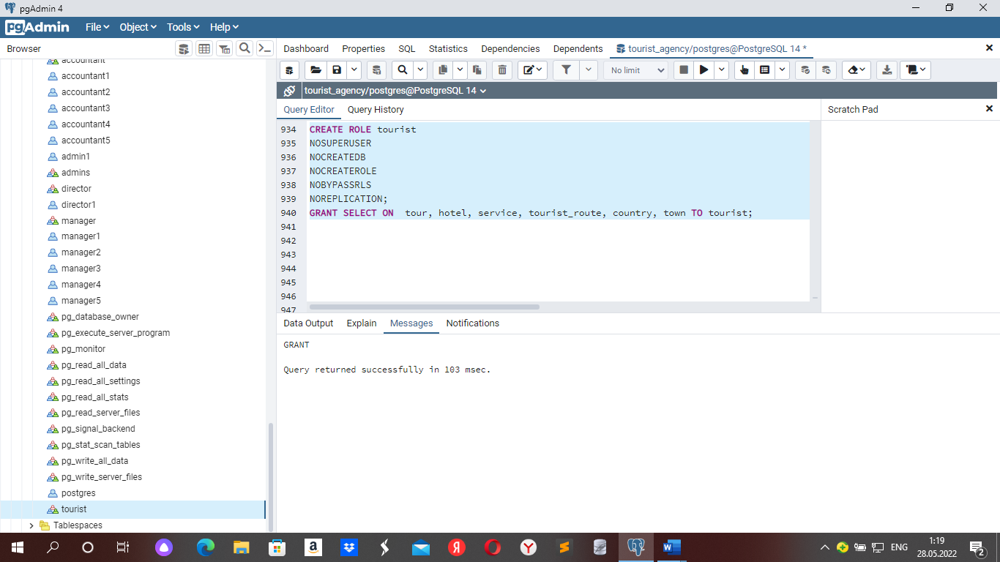 pgAdmin 4
pgAdmin
File Object Tools Help
Browser
Dashboard Properties SQL Statistics Dependencies Dependents tourist_agency/postgres@PostgreSQL 14 *
No limit
tourist_agency/postgres@PostgreSQL 14
Query Editor Query History
Scratch Pad
accountant
accountant1
accountant2
accountant3
accountant4
accountant5
admin1
admins
director
director1
manager
manager1
manager2
manager3
manager4
manager5
pg_database_owner
pg_execute_server_program
pg_monitor
pg_read_all_data
pg_read_all_settings
pg_read_all_stats
pg_read_server_files
pg_signal_backend
pg_stat_scan_tables
pg_write_all_data
pg_write_server_files
postgres
tourist
Tablespaces
934 CREATE ROLE tourist
935 NOSUPERUSER
936 NOCREATEDB
937 NOCREATEROLE
938 NOBYPASSRLS
939 NOREPLICATION;
940 GRANT SELECT ON  tour, hotel, service, tourist_route, country, town TO tourist;
941
942
943
944
945
946
947
Data Output Explain Messages Notifications
GRANT
Query returned successfully in 103 msec.
ENG
1:19
28.05.2022
2